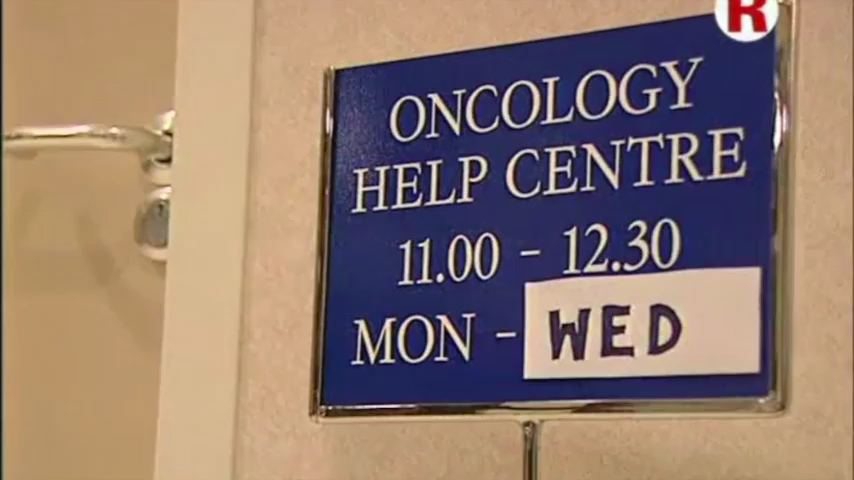 R
ONCOLOGY
HELP CENTRE
11.00 - 12.30
MON - WED